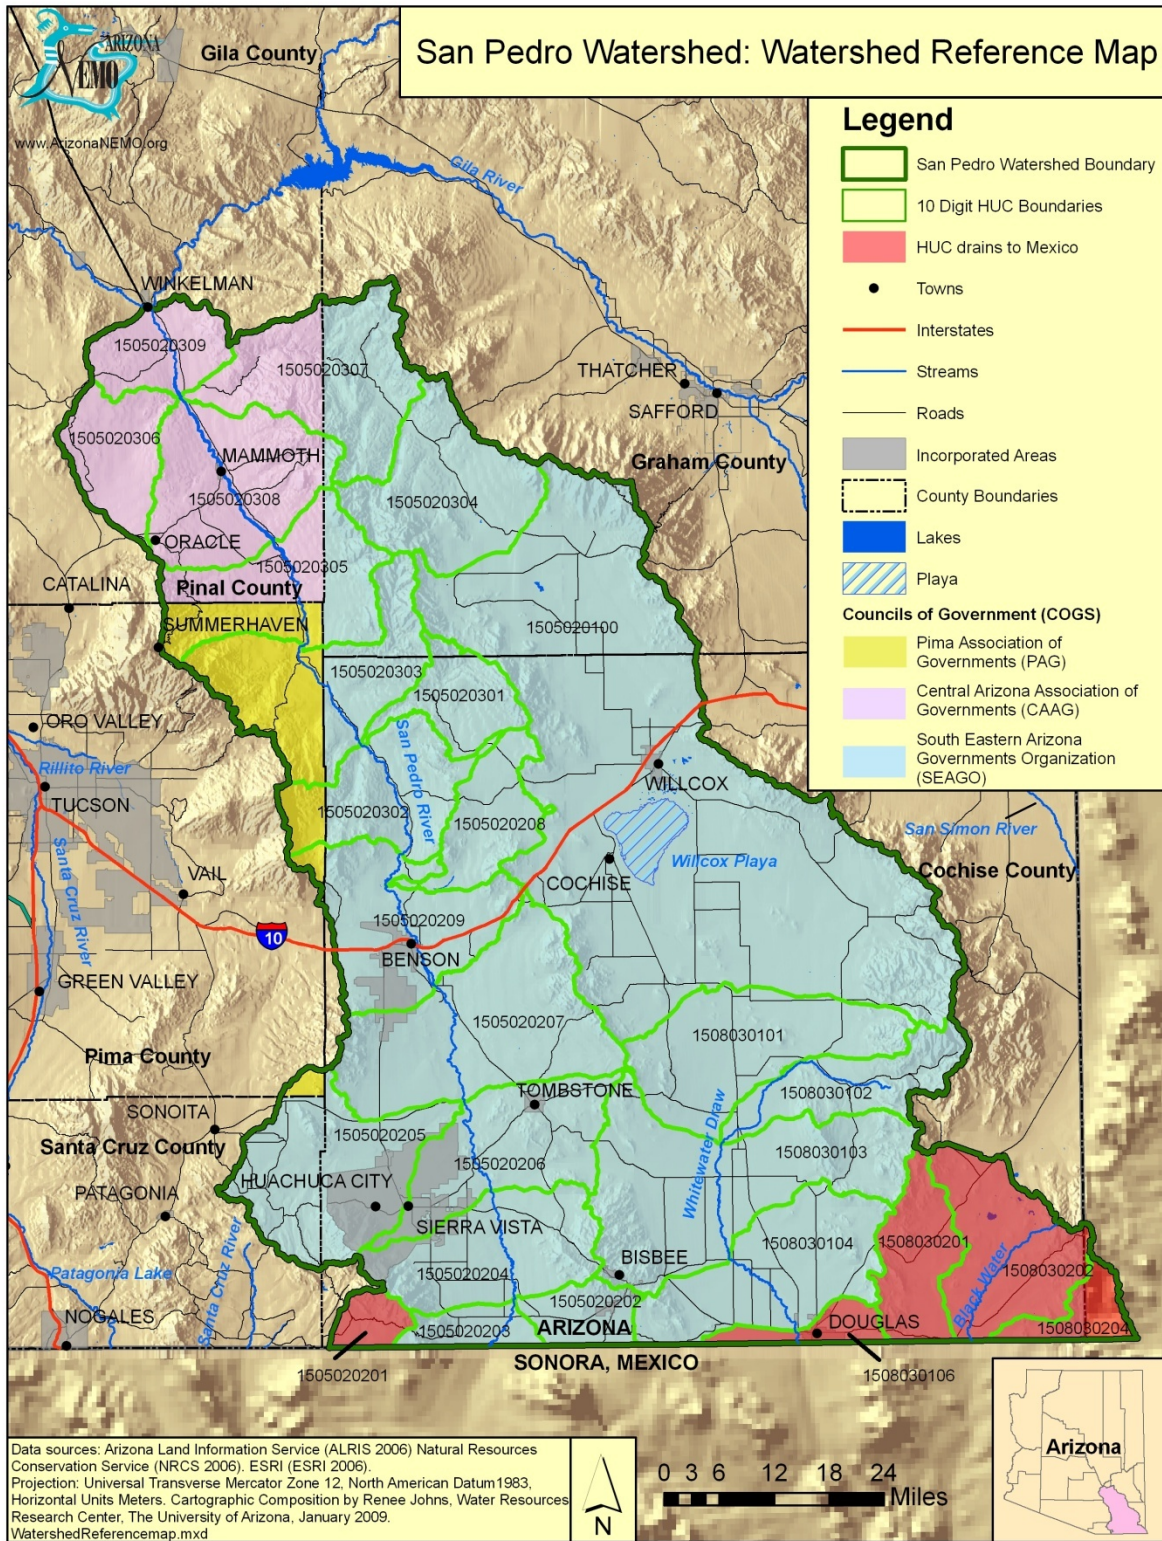 ARIZONA
NEMO
www.ArizonaNEMO.org
San Pedro Watershed: Watershed Reference Map
Legend
San Pedro Watershed Boundary
10 Digit HUC Boundaries
HUC drains to Mexico
Towns
Interstates
Streams
Roads
Incorporated Areas
County Boundaries
Lakes
Playa
Councils of Government (COGS)
Pima Association of
Governments (PAG)
Central Arizona Association of
Governments (CAAG)
South Eastern Arizona
Governments Organization
(SEAGO)
Gila County
Gila River
WINKELMAN
1505020309
1505020307
THATCHER
SAFFORD
1505020306
MAMMOTH
Graham County
1505020308
1505020304
ORACLE
1505020305
Pinal County
CATALINA
SUMMERHAVEN
1505020100
1505020303
1505020301
ORO VALLEY
San Pedro River
Rillito River
WILLCOX
TUCSON
1505020302
1505020208
San Simon River
Santa Cruz River
Willcox Playa
Cochise County
VAIL
COCHISE
1505020209
10
BENSON
GREEN VALLEY
1505020207
1508030101
Pima County
TOMBSTONE
1508030102
SONOITA
Whitewater Draw
Santa Cruz County
1505020205
1505020206
1508030103
HUACHUCA CITY
PATAGONIA
SIERRA VISTA
1508030104
1508030201
BISBEE
Santa Cruz River
Patagonia Lake
1505020204
Black Water
1508030202
1505020202
NOGALES
1505020203
ARIZONA
DOUGLAS
1508030204
SONORA, MEXICO
1505020201
1508030106
Data sources: Arizona Land Information Service (ALRIS 2006) Natural Resources
Conservation Service (NRCS 2006). ESRI (ESRI 2006).
Projection: Universal Transverse Mercator Zone 12, North American Datum1983,
Horizontal Units Meters. Cartographic Composition by Renee Johns, Water Resources
Research Center, The University of Arizona, January 2009.
WatershedReferencemap.mxd
N
0 3 6 12 18 24
Miles
Arizona